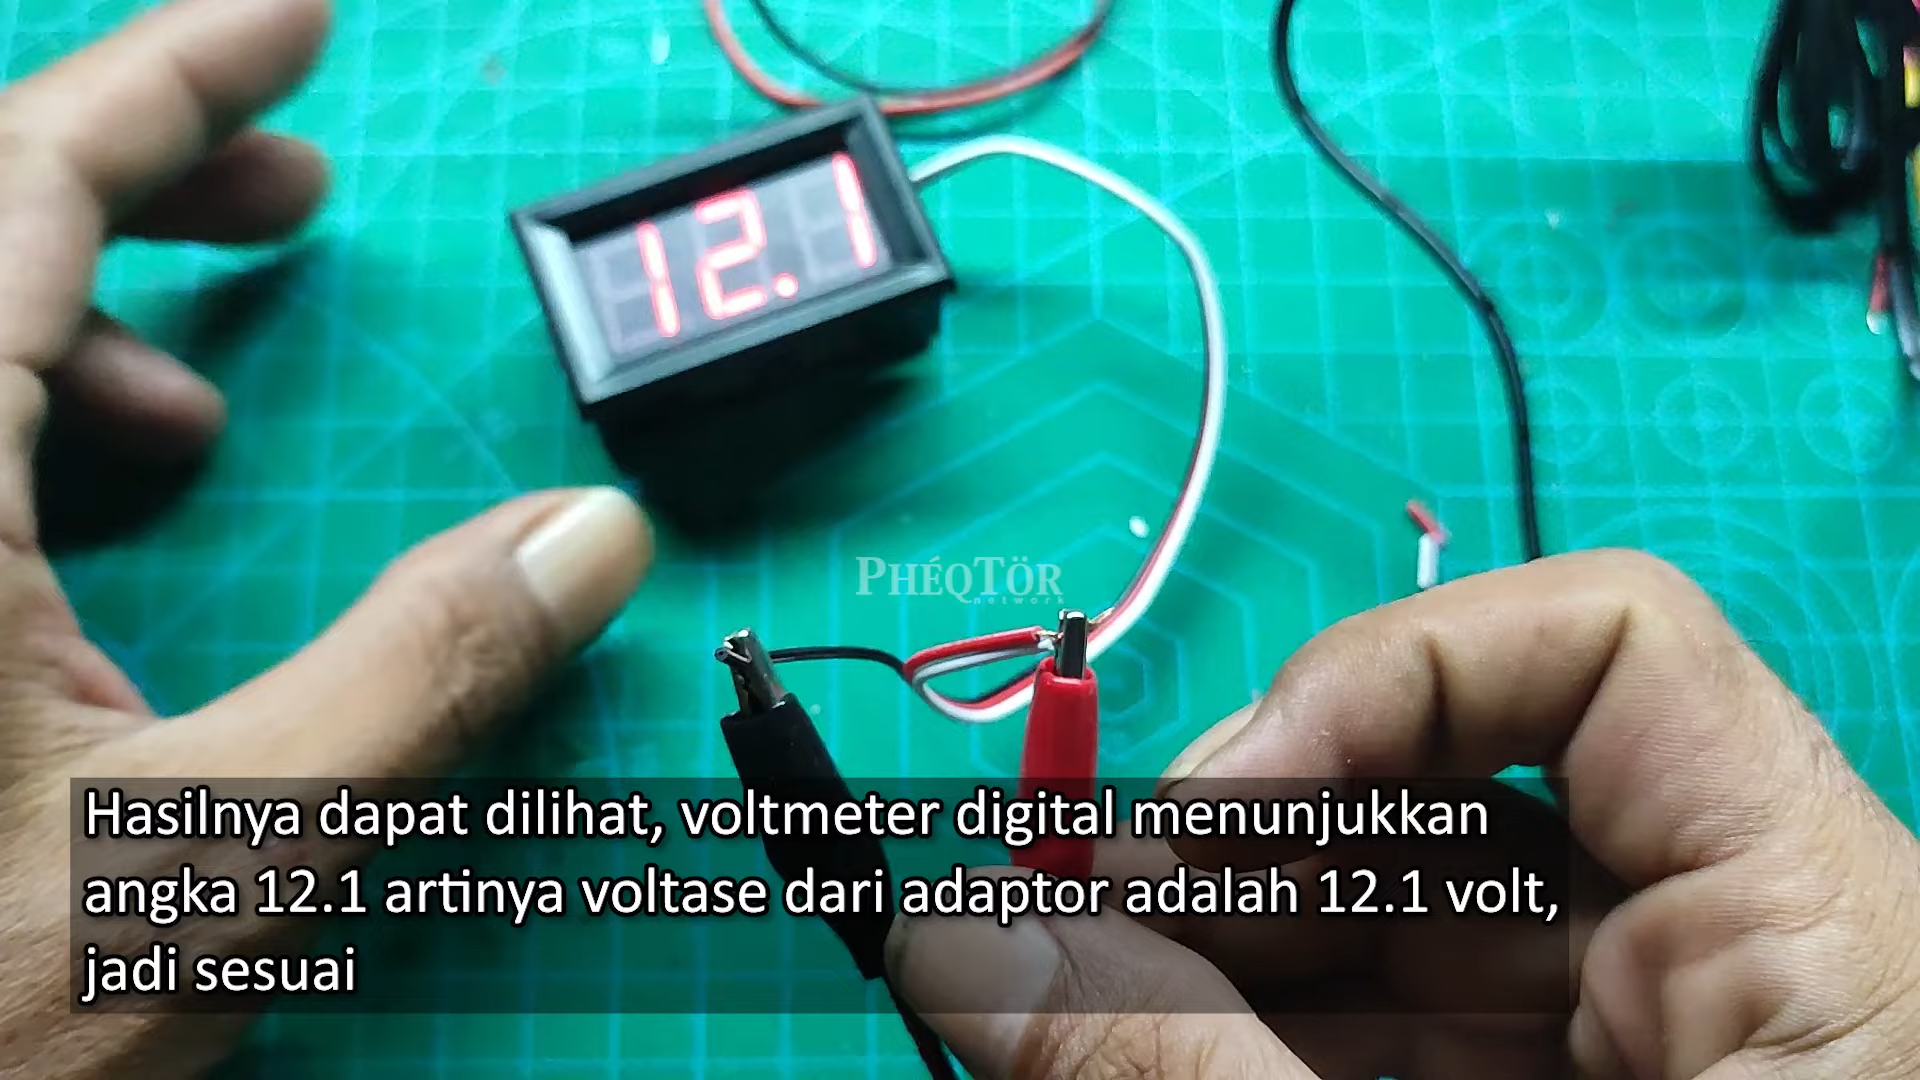 12.1
PHÉQTÖR
network
Hasilnya dapat dilihat, voltmeter digital menunjukkan
angka 12.1 artinya voltase dari adaptor adalah 12.1 volt,
jadi sesuai